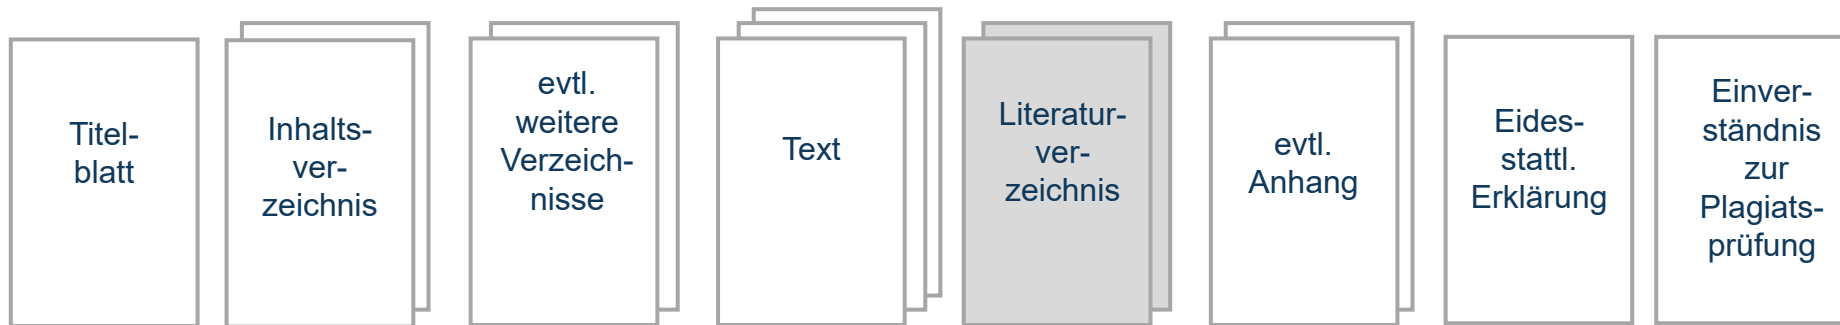 Titel-
blatt
Inhalts-
ver-
zeichnis
evtl.
weitere
Verzeich-
nisse
Text
Literatur-
ver-
zeichnis
evtl.
Anhang
Eides-
stattl.
Erklärung
Einver-
ständnis
zur
Plagiats-
prüfung